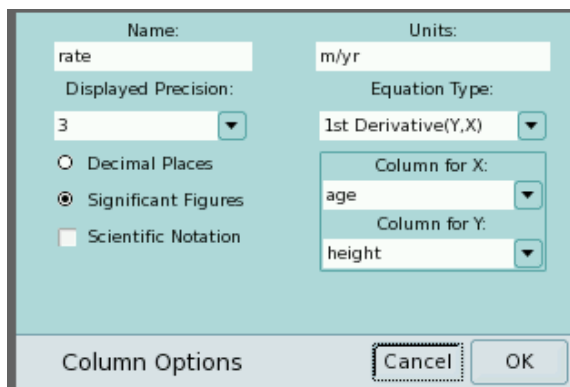 Name:
Units:
rate
m/yr
Displayed Precision:
Equation Type:
3
1st Derivative(Y,X)
Decimal Places
Significant Figures
Scientific Notation
Column for X:
age
Column for Y:
height
Column Options
Cancel
OK